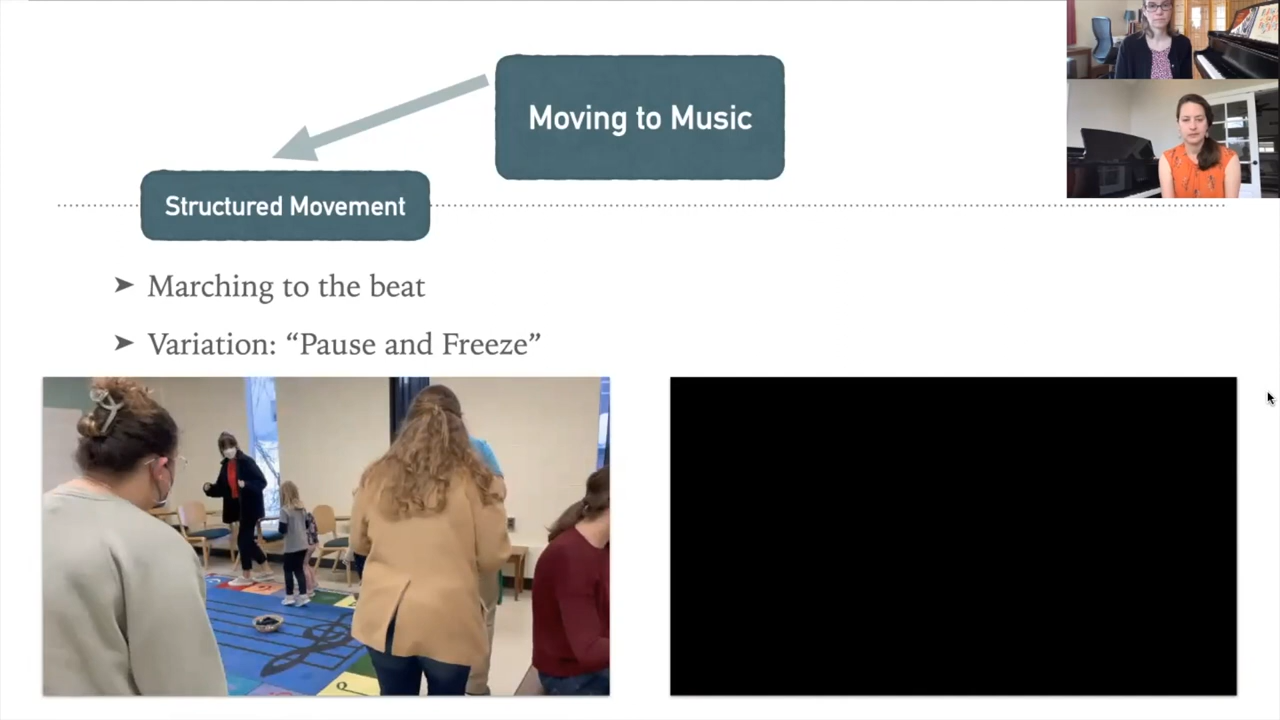 Moving to Music
Structured Movement
➤ Marching to the beat
➤ Variation: “Pause and Freeze”